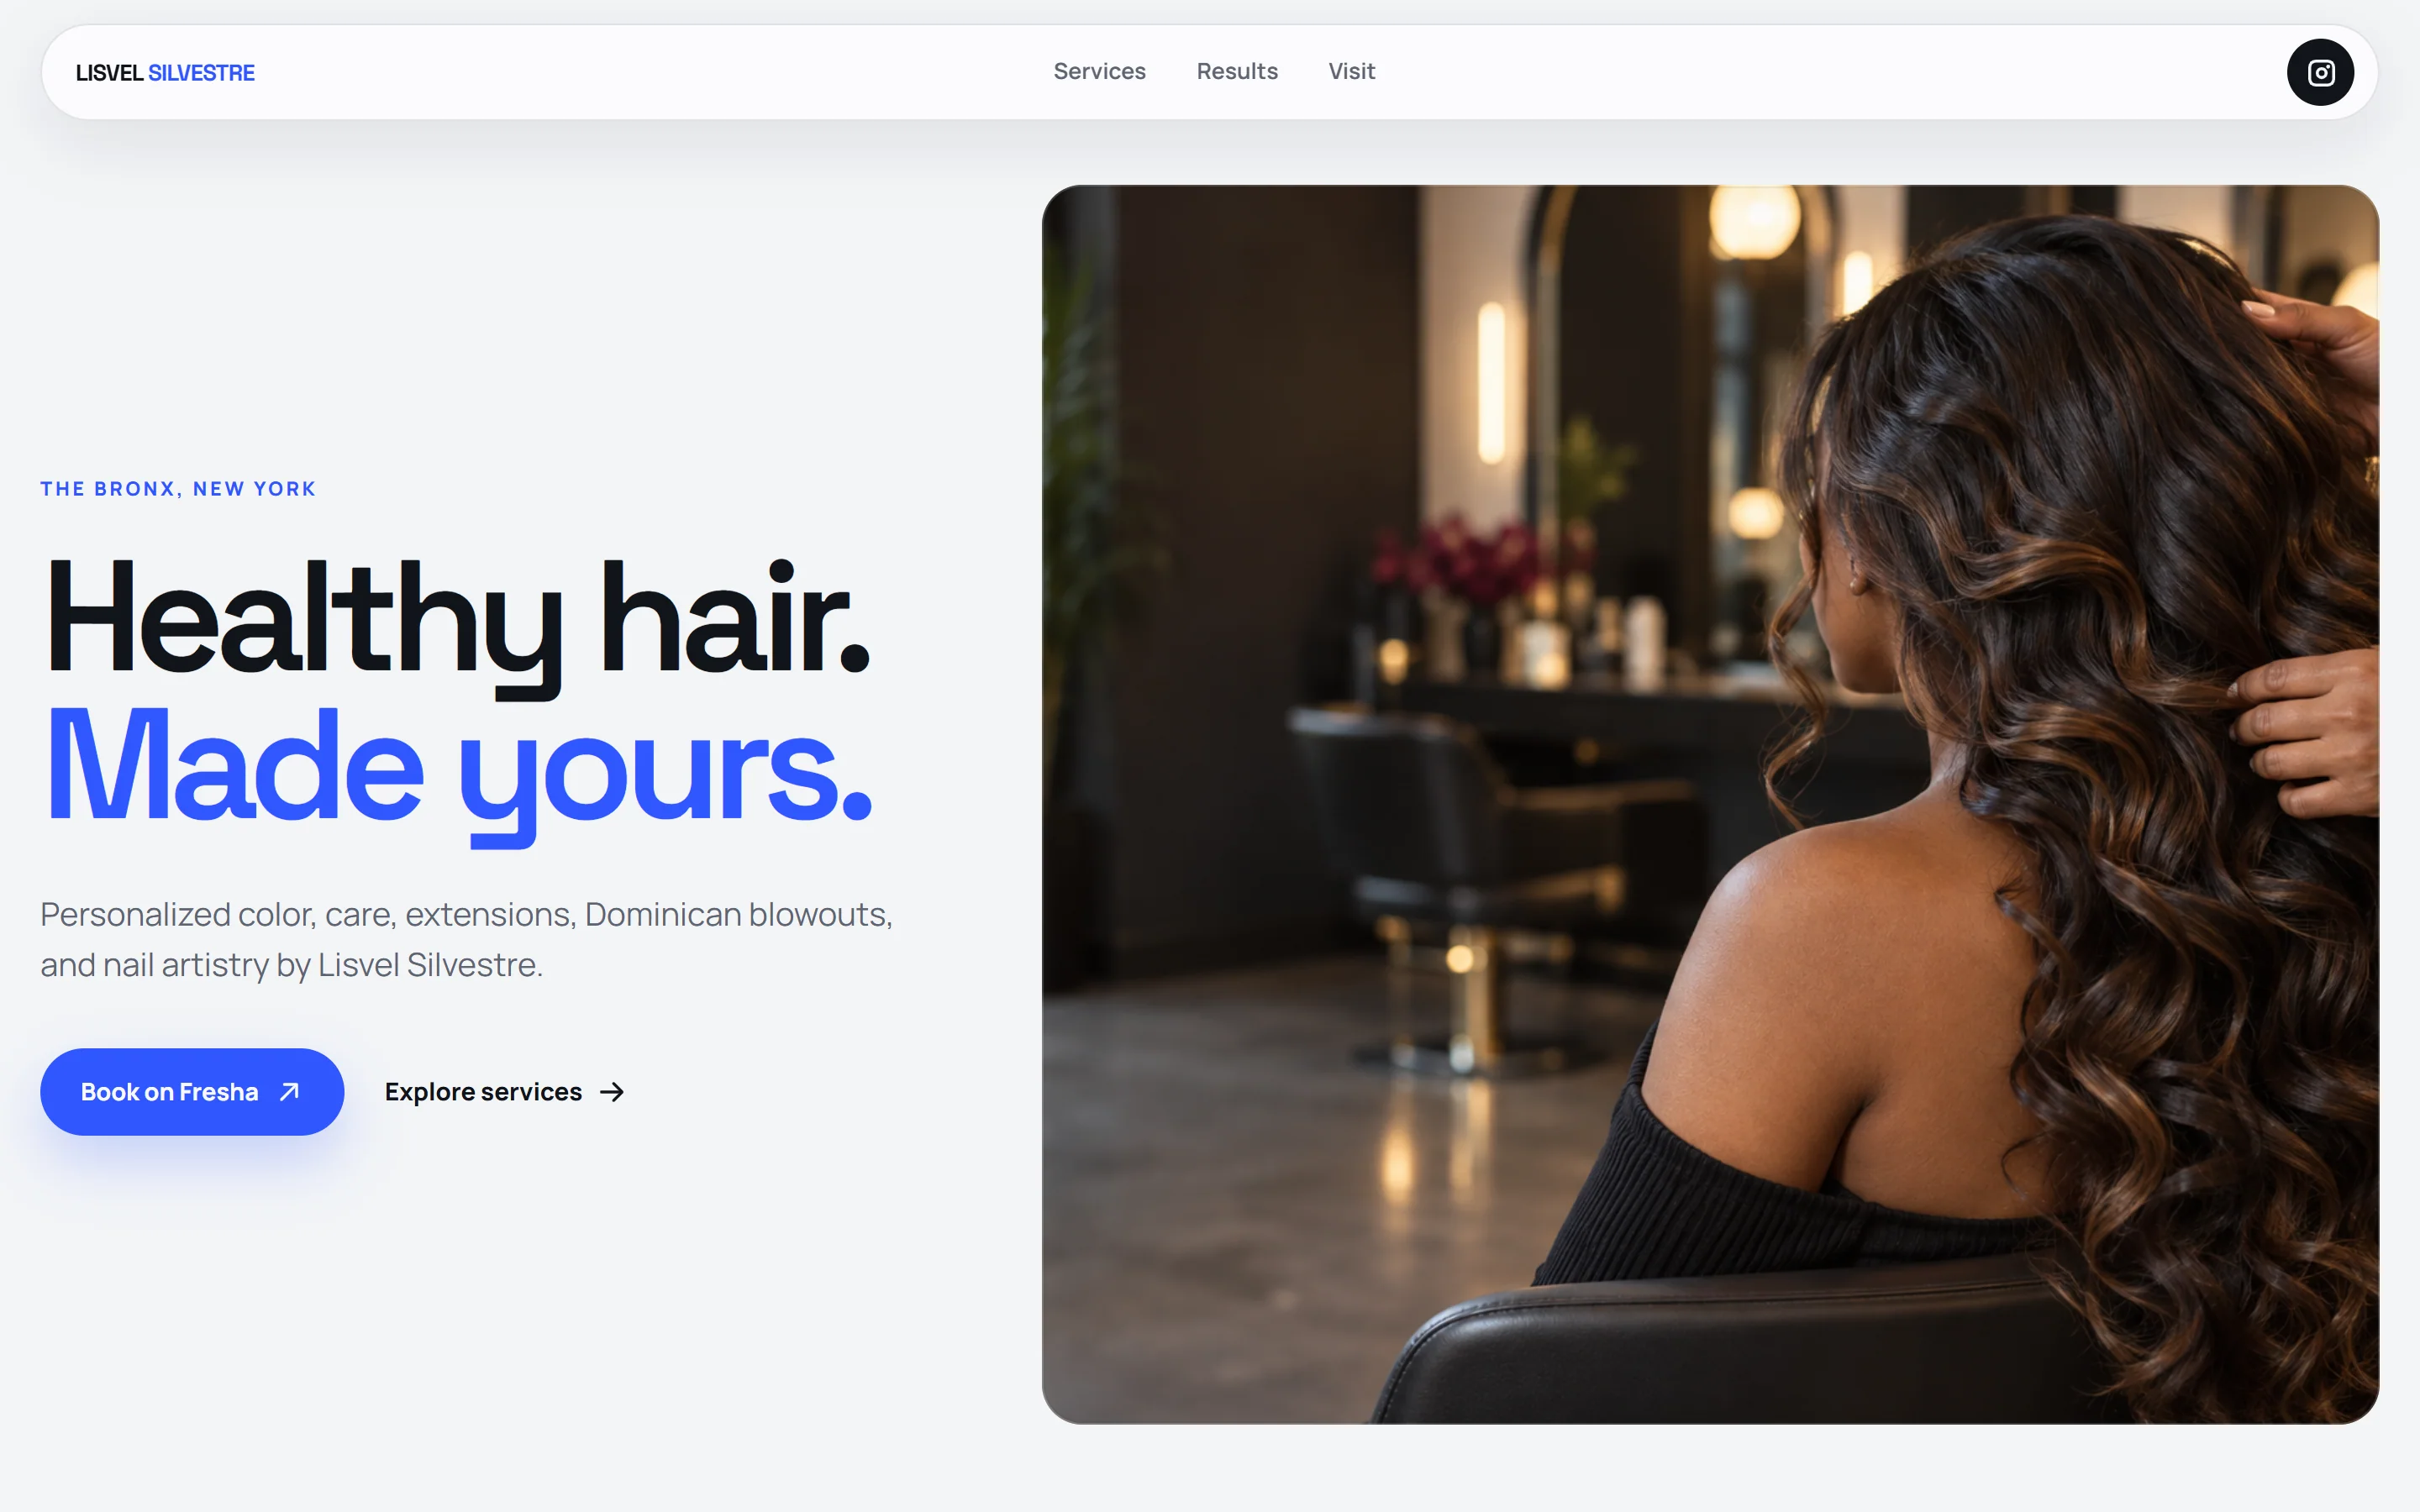 LISVEL SILVESTRE
Services
Results
Visit
THE BRONX, NEW YORK
Healthy hair.
Made yours.
Personalized color, care, extensions, Dominican blowouts,
and nail artistry by Lisvel Silvestre.
Book on Fresha
Explore services